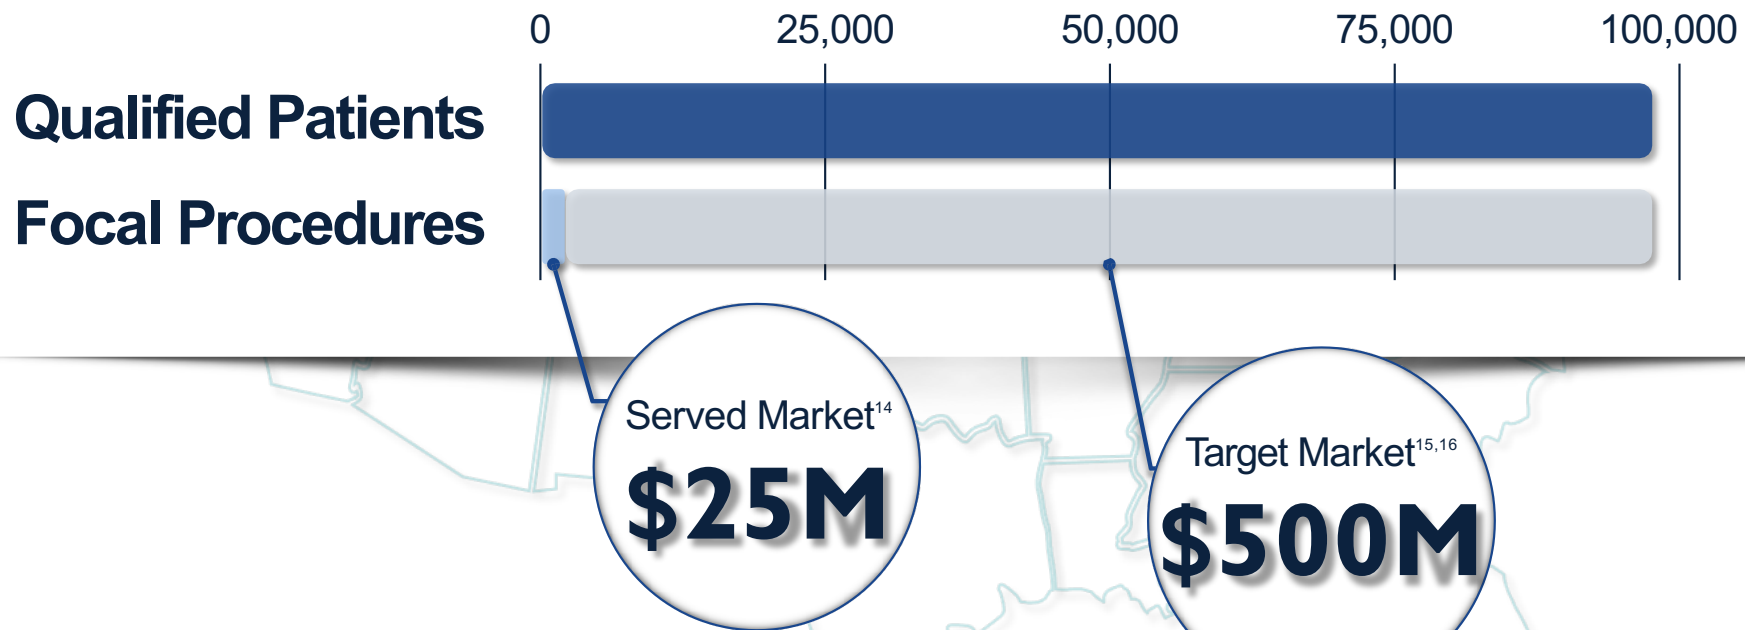 0 25,000 50,000 75,000 100,000
Qualified Patients
Focal Procedures
Served Market14
$25M
Target Market15,16
$500M